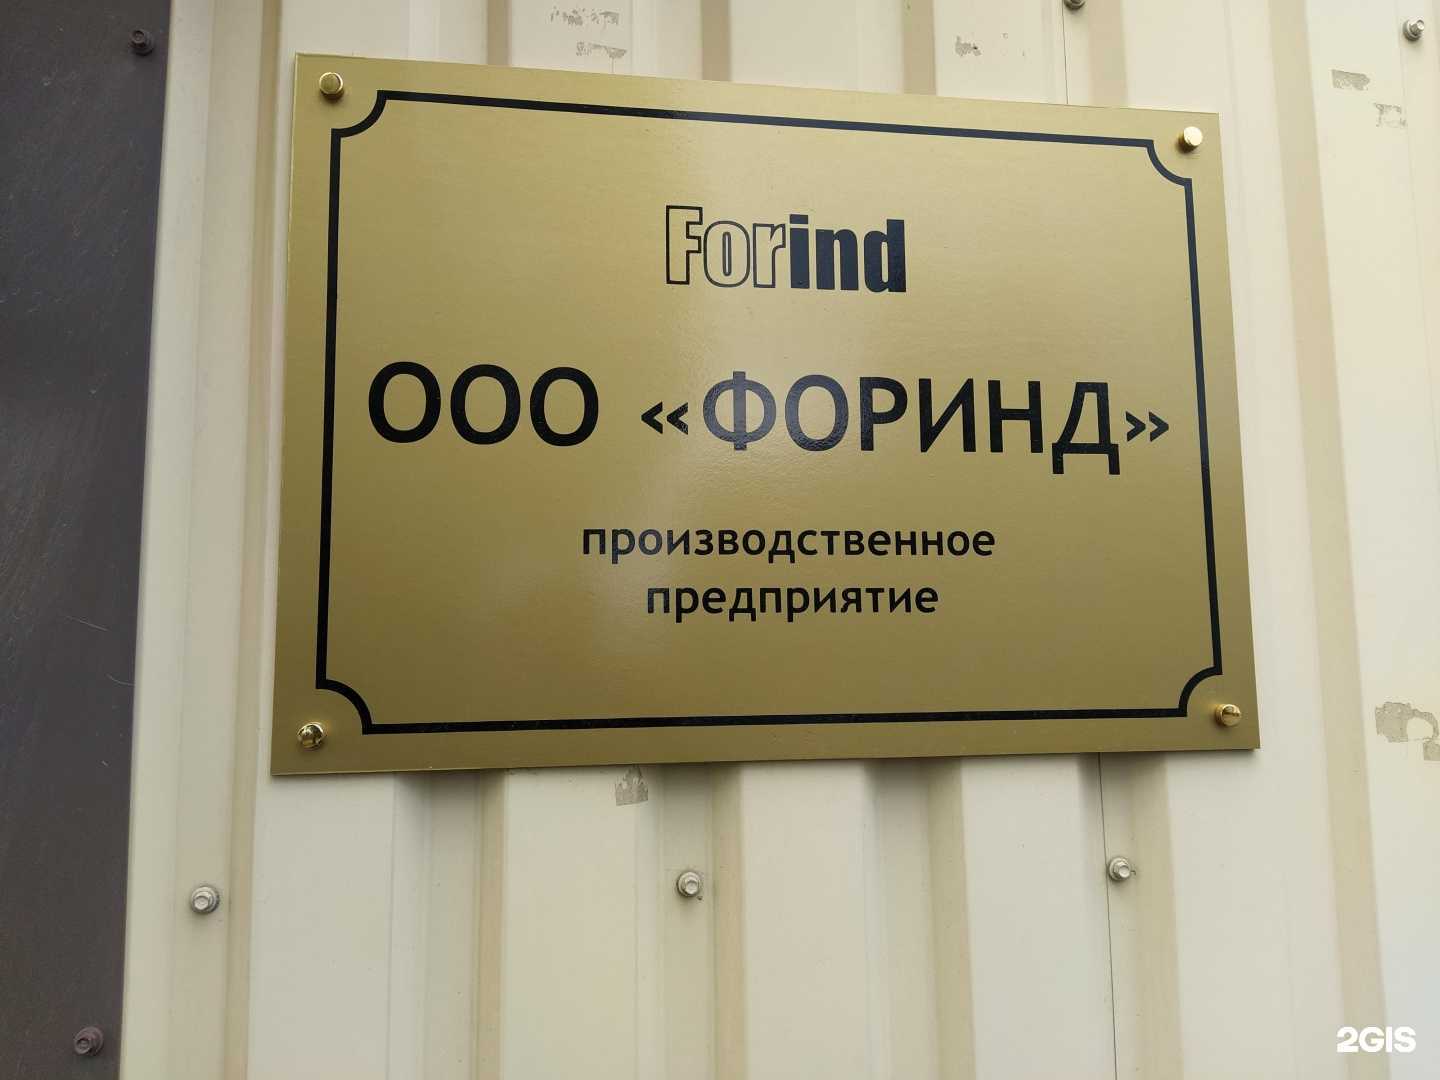 Forind
ООО «ФОРИНД»
производственное
предприятие
2GIS